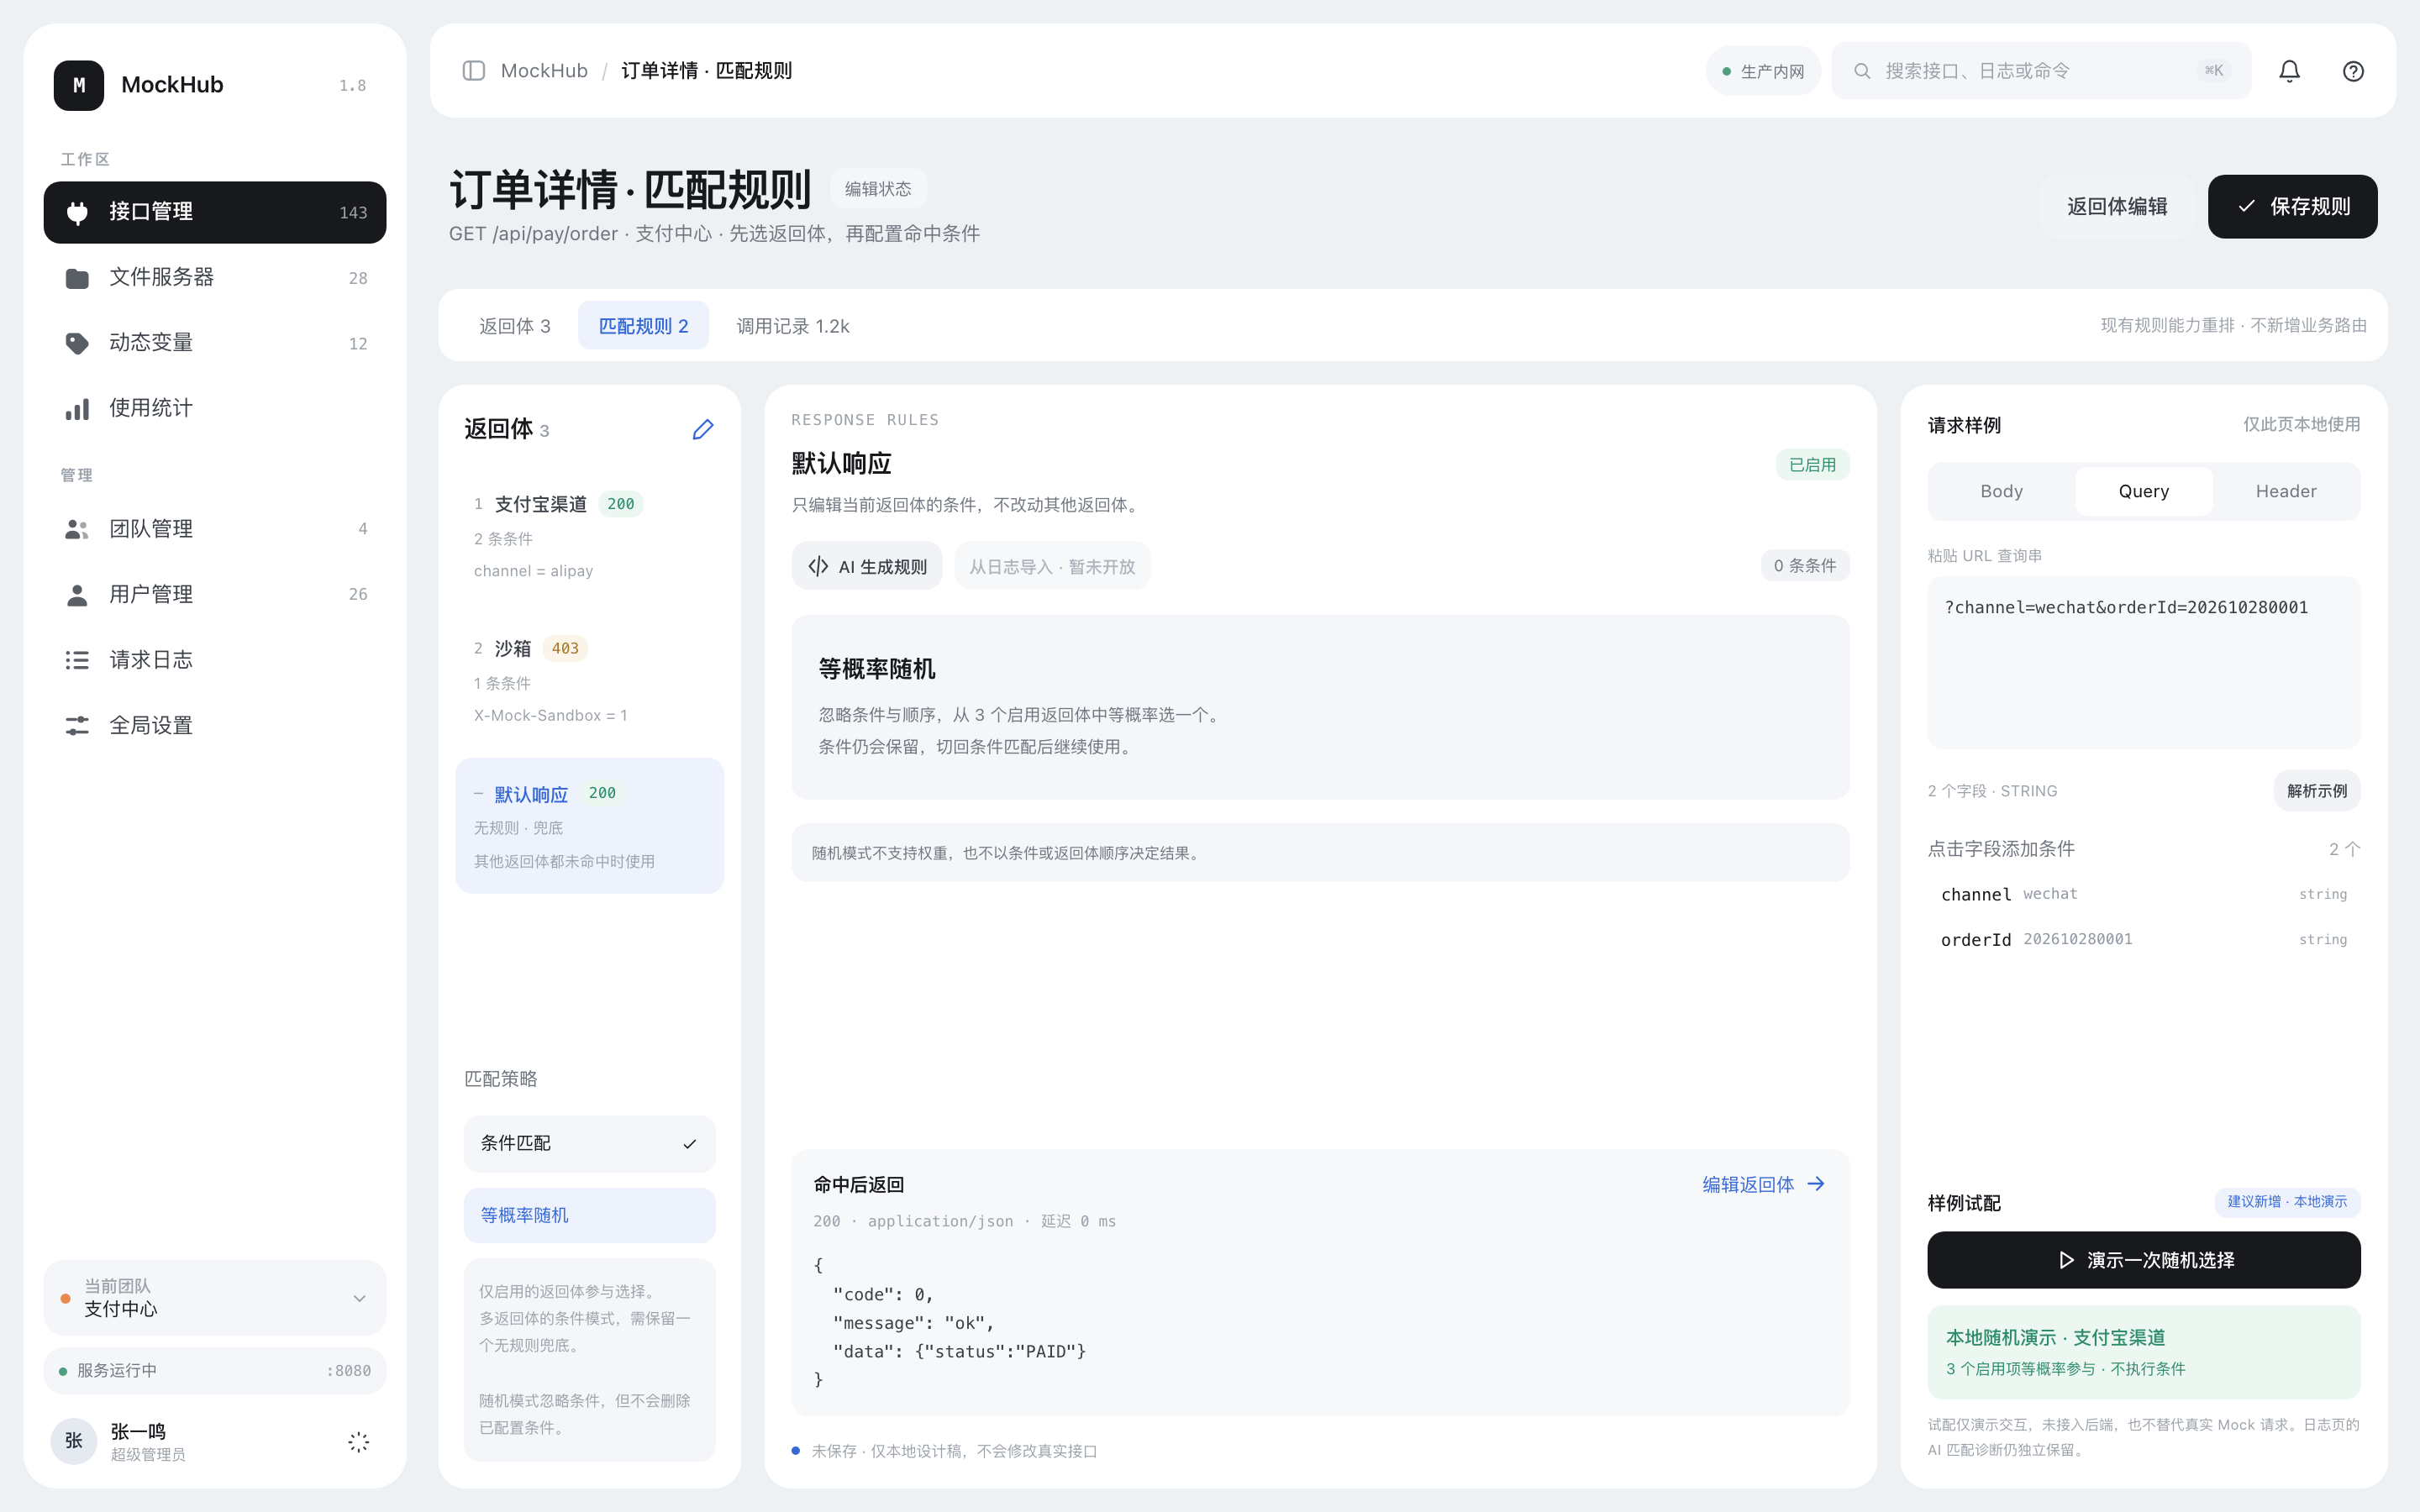 M MockHub 1.8
工作区
接口管理 143
文件服务器 28
动态变量 12
使用统计
管理
团队管理 4
用户管理 26
请求日志
全局设置
当前团队
支付中心
服务运行中 :8080
张 张一鸣
超级管理员
MockHub / 订单详情 · 匹配规则
生产内网
搜索接口、日志或命令 ⌘K
订单详情 · 匹配规则 编辑状态
GET /api/pay/order · 支付中心 · 先选返回体，再配置命中条件
返回体编辑
保存规则
返回体 3 匹配规则 2 调用记录 1.2k
现有规则能力重排 · 不新增业务路由
返回体 3
1 支付宝渠道 200
2 条条件
channel = alipay
2 沙箱 403
1 条条件
X-Mock-Sandbox = 1
– 默认响应 200
无规则 · 兜底
其他返回体都未命中时使用
匹配策略
条件匹配
等概率随机
仅启用的返回体参与选择。
多返回体的条件模式，需保留一
个无规则兜底。
随机模式忽略条件，但不会删除
已配置条件。
RESPONSE RULES
默认响应 已启用
只编辑当前返回体的条件，不改动其他返回体。
AI 生成规则 从日志导入 · 暂未开放 0 条条件
等概率随机
忽略条件与顺序，从 3 个启用返回体中等概率选一个。
条件仍会保留，切回条件匹配后继续使用。
随机模式不支持权重，也不以条件或返回体顺序决定结果。
命中后返回 编辑返回体
200 · application/json · 延迟 0 ms
{
"code": 0,
"message": "ok",
"data": {"status":"PAID"}
}
未保存 · 仅本地设计稿，不会修改真实接口
请求样例 仅此页本地使用
Body Query Header
粘贴 URL 查询串
?channel=wechat&orderId=202610280001
2 个字段 · STRING 解析示例
点击字段添加条件 2 个
channel wechat string
orderId 202610280001 string
样例试配 建议新增 · 本地演示
演示一次随机选择
本地随机演示 · 支付宝渠道
3 个启用项等概率参与 · 不执行条件
试配仅演示交互，未接入后端，也不替代真实 Mock 请求。日志页的
AI 匹配诊断仍独立保留。